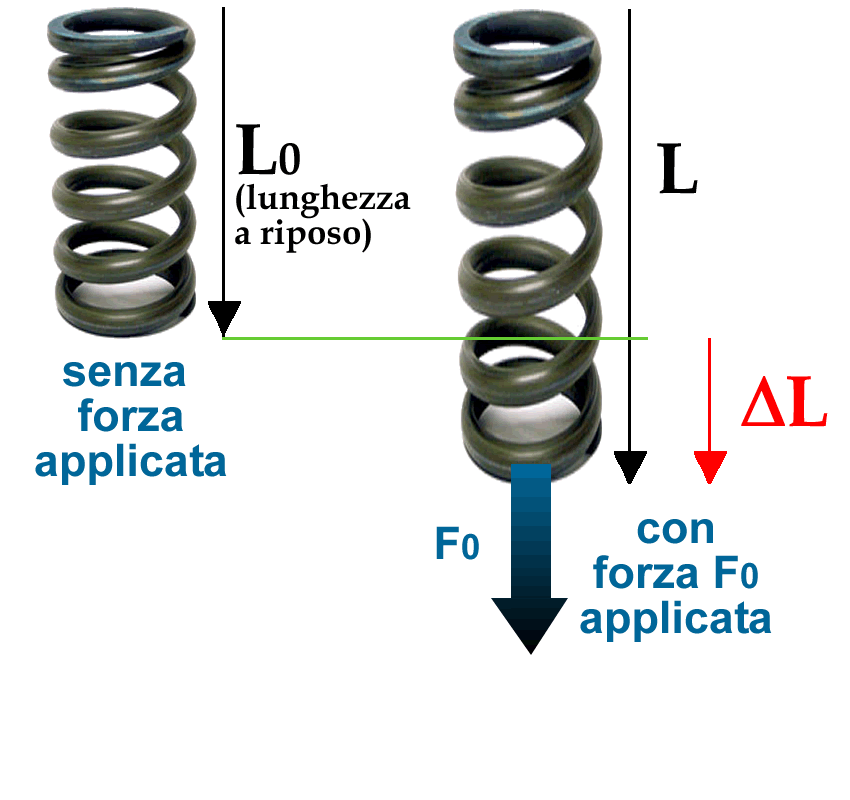 L0
(lunghezza
a riposo)
senza
forza
applicata
L
ΔL
F0
con
forza F0
applicata